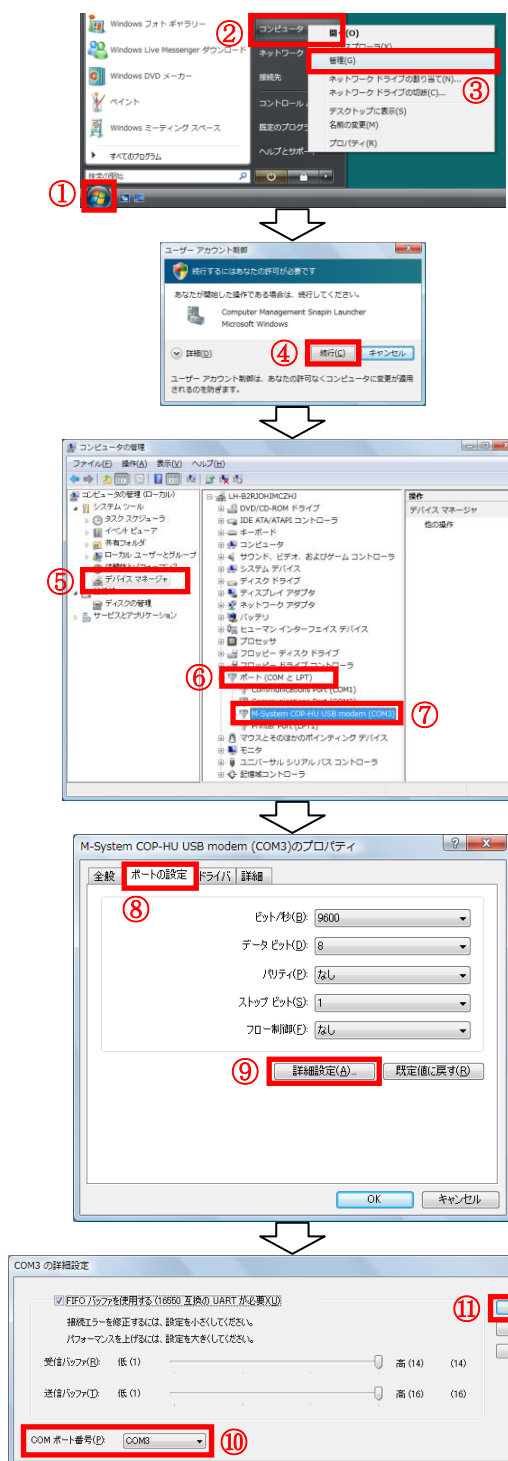 Windows フォト ギャラリー
Windows Live Messenger ダウンロード
Windows DVD メーカー
ペイント
Windows ミーティング スペース
すべてのプログラム
検索の開始
①
②
コンピュータ
ネットワーク
接続先
コントロール
既定のプログラ
ヘルプとサポート
(O)
管理(G)
③
ネットワーク ドライブの割り当て(N)...
ネットワーク ドライブの切断(C)...
デスクトップに表示(S)
名前の変更(M)
プロパティ(R)
ユーザー アカウント制御
続行するにはあなたの許可が必要です
あなたが開始した操作である場合は、続行してください。
Computer Management Snapin Launcher
Microsoft Windows
詳細(D)
④
続行(C)
キャンセル
ユーザー アカウント制御は、あなたの許可なくコンピュータに変更が適用
されるのを防ぎます。
コンピュータの管理
ファイル(F) 操作(A) 表示(V) ヘルプ(H)
コンピュータの管理 (ローカル)
システム ツール
タスク スケジューラ
イベント ビューア
共有フォルダ
ローカル ユーザーとグループ
⑤
デバイス マネージャ
ディスクの管理
サービスとアプリケーション
LH-B2RJOHIMCZHJ
DVD/CD-ROM ドライブ
IDE ATA/ATAPI コントローラ
キーボード
コンピュータ
サウンド、ビデオ、およびゲーム コントローラ
システム デバイス
ディスク ドライブ
ディスプレイ アダプタ
ネットワーク アダプタ
バッテリ
ヒューマン インターフェイス デバイス
プロセッサ
フロッピー ディスク ドライブ
フロッピー ドライブ コントローラ
⑥
ポート (COM と LPT)
Communications Port (COM1)
M-System COP-HU USB modem (COM3)
⑦
Printer Port (LPT1)
マウスとそのほかのポインティング デバイス
モニタ
ユニバーサル シリアル バス コントローラ
記憶域コントローラ
操作
デバイス マネージャ
他の操作
M-System COP-HU USB modem (COM3)のプロパティ
全般 ポートの設定 ドライバ 詳細
⑧
ビット/秒(B): 9600
データ ビット(D): 8
パリティ(P): なし
ストップ ビット(S): 1
フロー制御(F): なし
⑨
詳細設定(A)...
既定値に戻す(R)
OK
キャンセル
COM3 の詳細設定
FIFO バッファを使用する (16550 互換の UART が必要)(U)
⑪
接続エラーを修正するには、設定を小さくしてください。
パフォーマンスを上げるには、設定を大きくしてください。
受信バッファ(R): 低 (1) 高 (14) (14)
送信バッファ(T): 低 (1) 高 (16) (16)
COM ポート番号(P): COM3
⑩